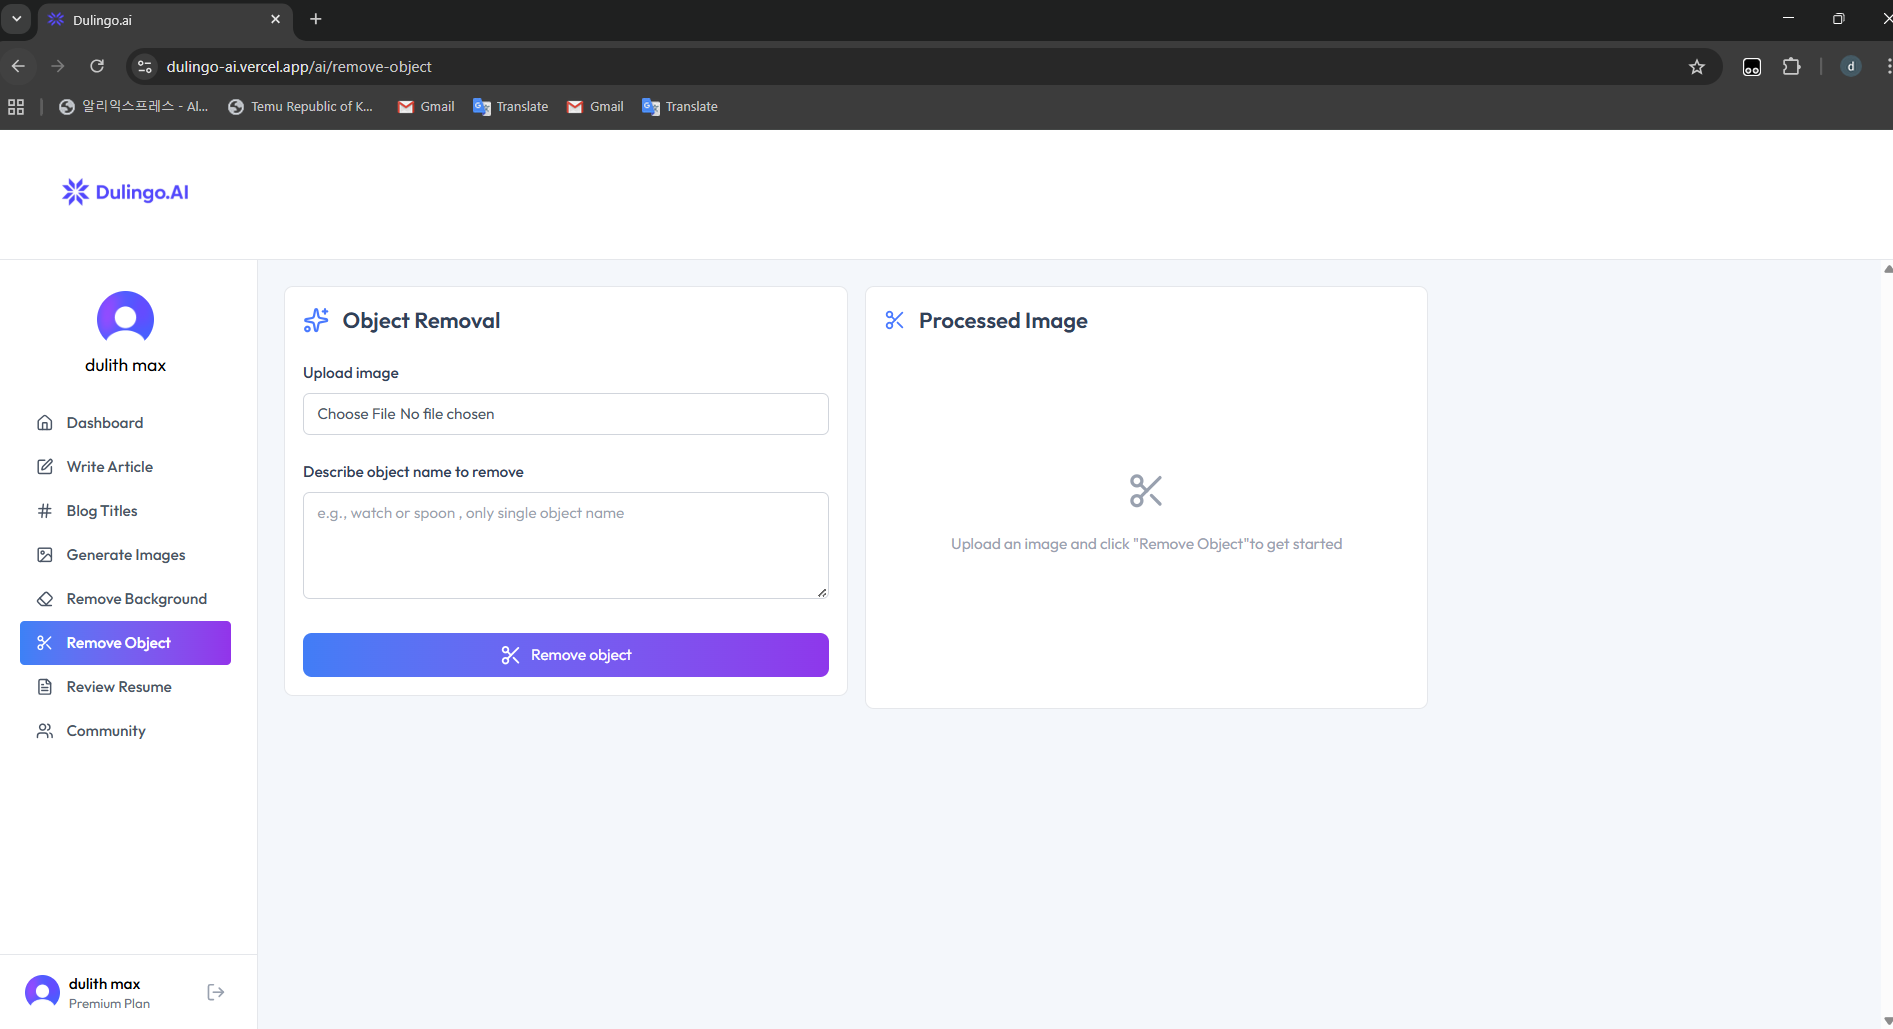 Dulingo.ai
dulingo-ai.vercel.app/ai/remove-object
알리익스프레스 - Al...
Temu Republic of K...
Gmail
Translate
Gmail
Translate
d
Dulingo.AI
dulith max
Dashboard
Write Article
Blog Titles
Generate Images
Remove Background
Remove Object
Review Resume
Community
dulith max
Premium Plan
Object Removal
Upload image
Choose File No file chosen
Describe object name to remove
e.g., watch or spoon , only single object name
Remove object
Processed Image
Upload an image and click "Remove Object"to get started